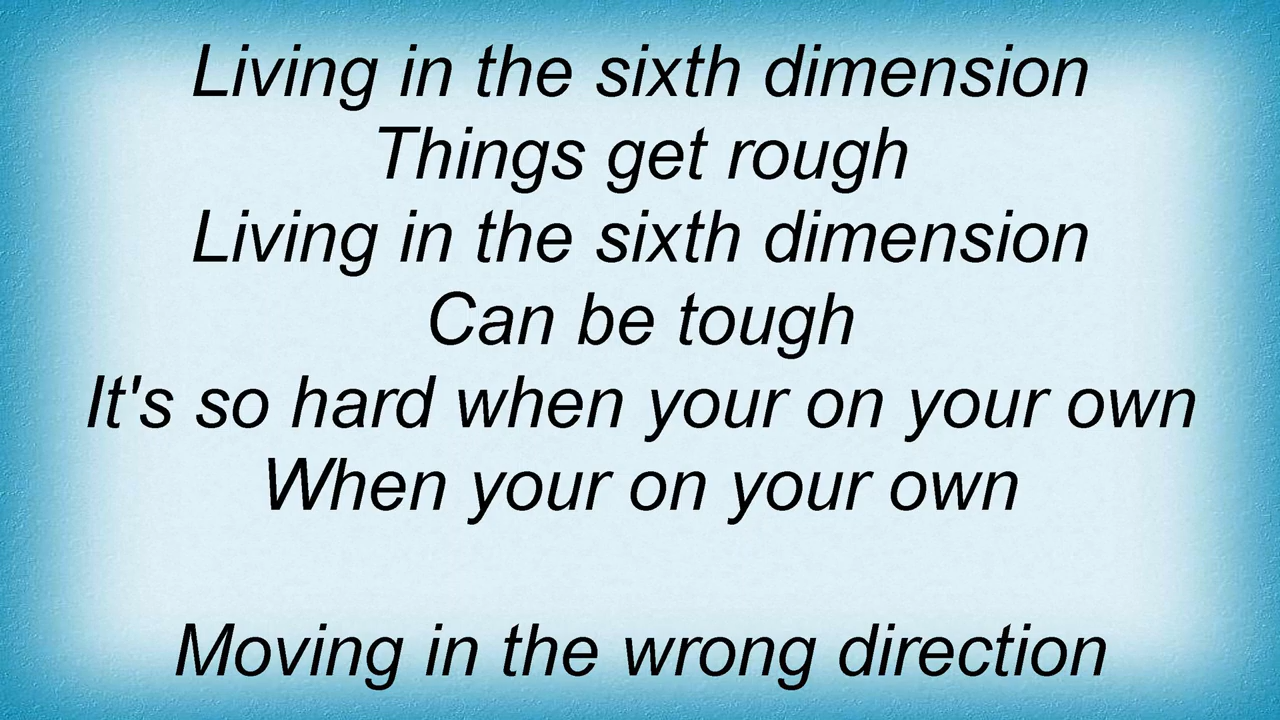 Living in the sixth dimension
Things get rough
Living in the sixth dimension
Can be tough
It's so hard when your on your own
When your on your own
Moving in the wrong direction